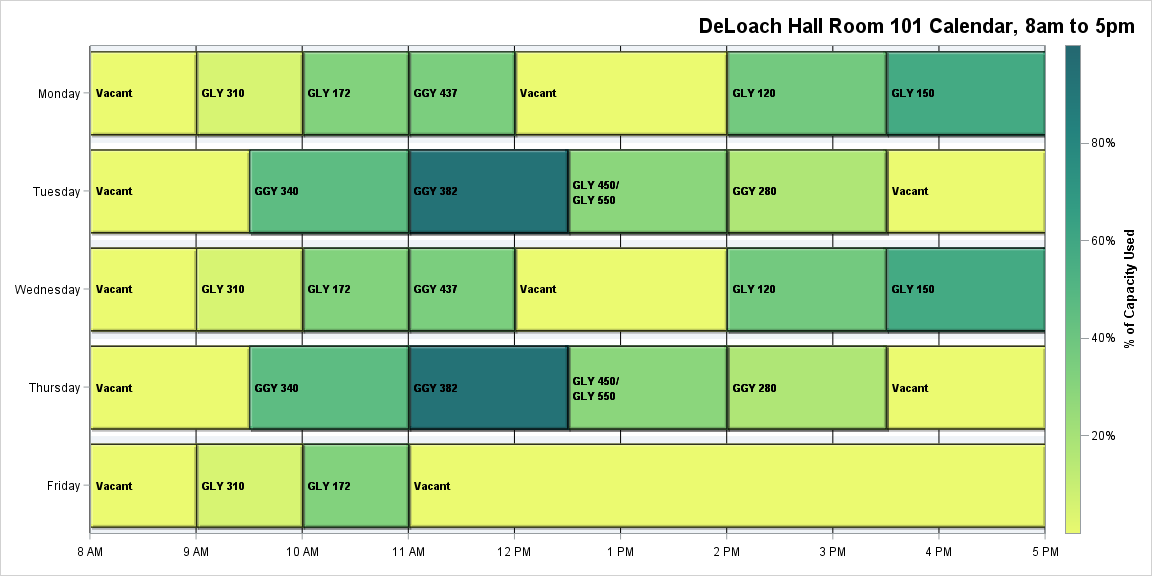 DeLoach Hall Room 101 Calendar, 8am to 5pm
Monday
Vacant
GLY 310
GLY 172
GGY 437
Vacant
GLY 120
GLY 150
Tuesday
Vacant
GGY 340
GGY 382
GLY 450/
GLY 550
GGY 280
Vacant
Wednesday
Vacant
GLY 310
GLY 172
GGY 437
Vacant
GLY 120
GLY 150
Thursday
Vacant
GGY 340
GGY 382
GLY 450/
GLY 550
GGY 280
Vacant
Friday
Vacant
GLY 310
GLY 172
Vacant
8 AM
9 AM
10 AM
11 AM
12 PM
1 PM
2 PM
3 PM
4 PM
5 PM
80%
60%
40%
20%
% of Capacity Used